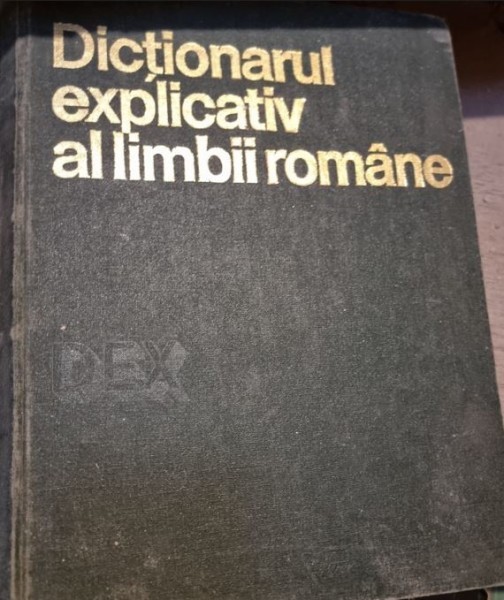 Dicționarul
explicativ
al limbii române
DEX